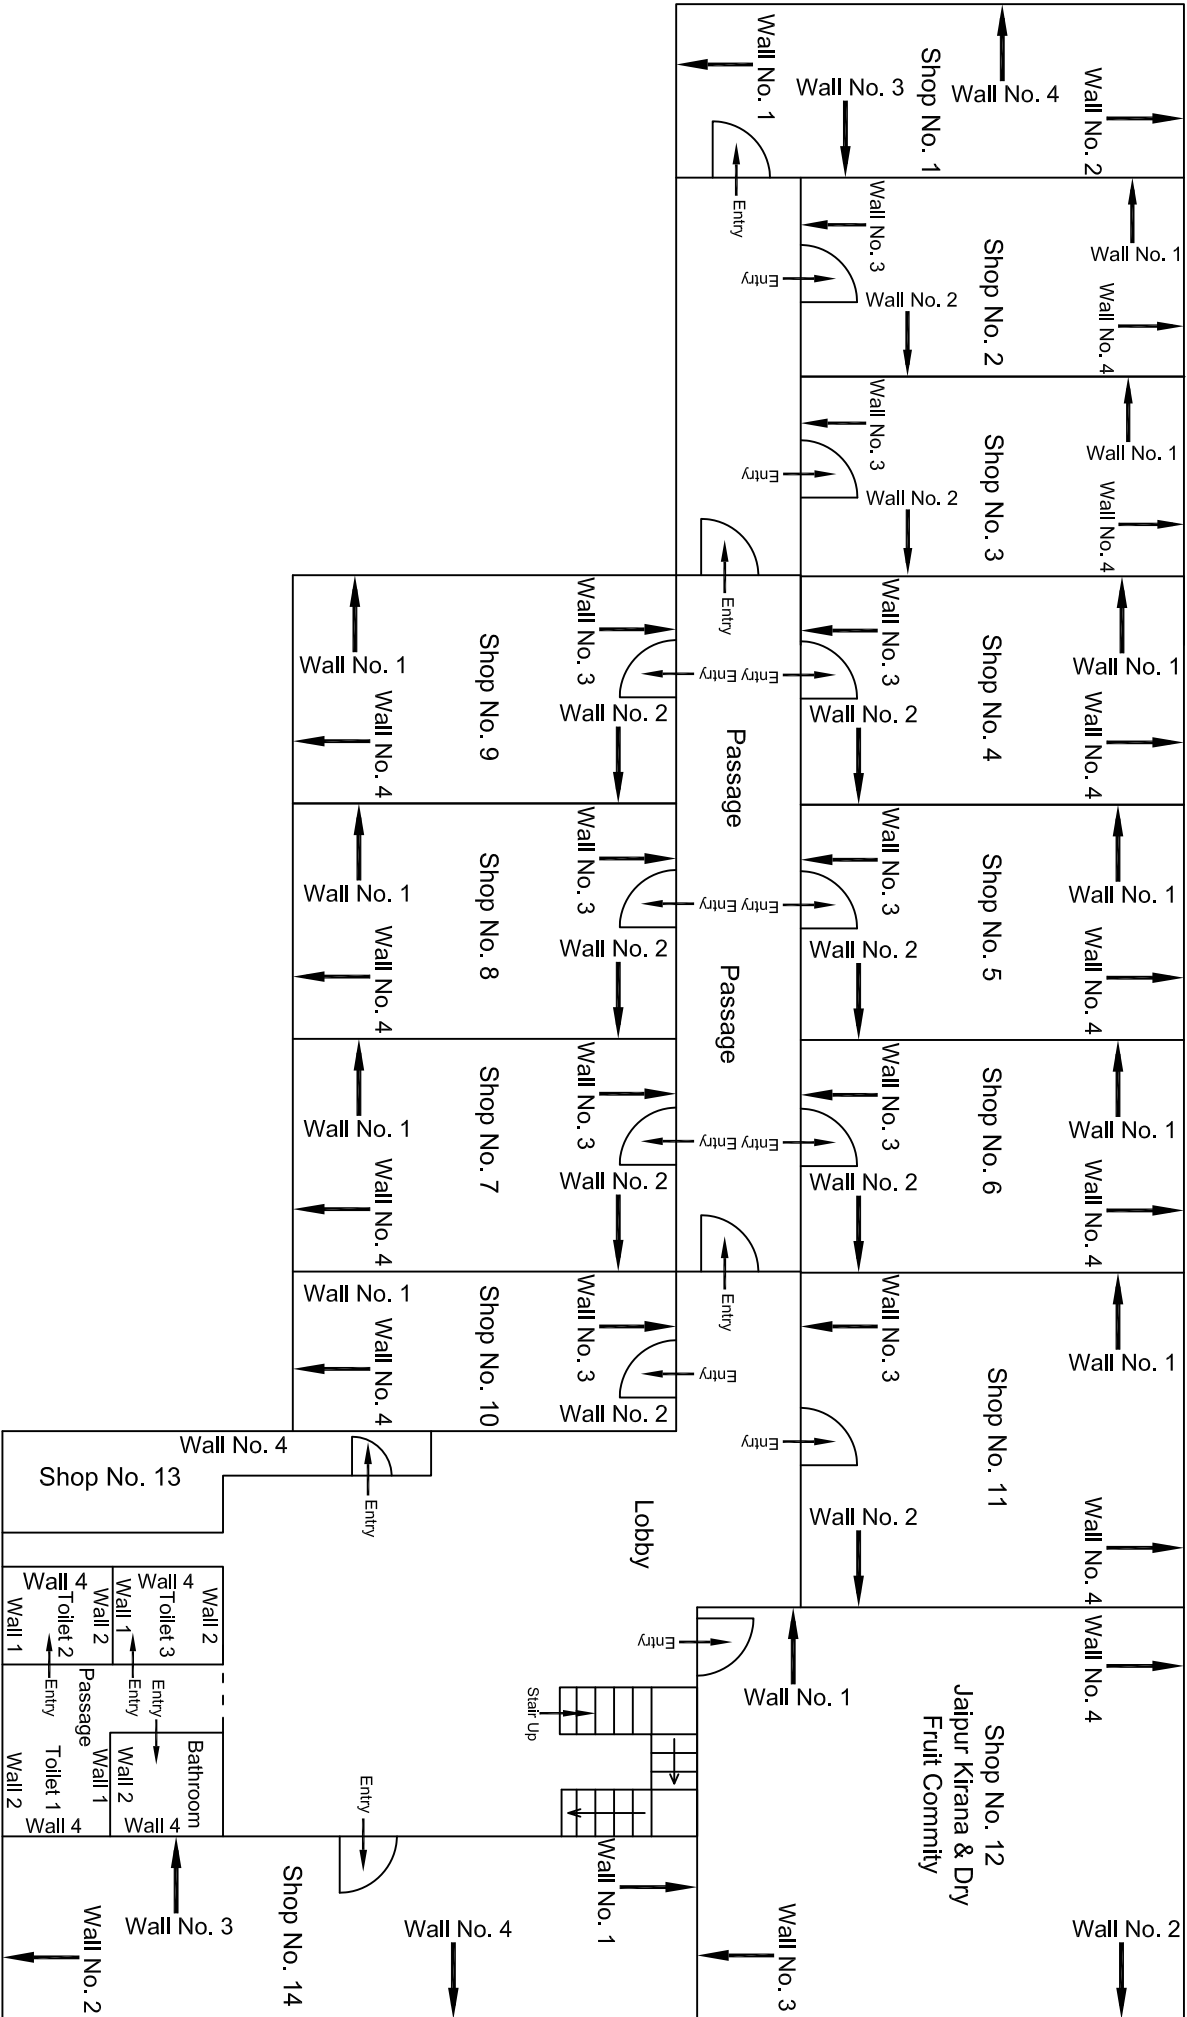 Wall No. 1
Wall No. 3
Shop No. 1
Wall No. 4
Wall No. 2
Entry
Wall No. 3
Entry
Wall No. 2
Shop No. 2
Wall No. 1
Wall No. 4
Wall No. 3
Entry
Wall No. 2
Shop No. 3
Wall No. 1
Wall No. 4
Entry
Wall No. 1
Wall No. 4
Shop No. 9
Wall No. 3
Wall No. 2
Entry
Entry
Passage
Wall No. 3
Wall No. 2
Shop No. 4
Wall No. 1
Wall No. 4
Wall No. 1
Wall No. 4
Shop No. 8
Wall No. 3
Wall No. 2
Entry
Entry
Passage
Wall No. 3
Wall No. 2
Shop No. 5
Wall No. 1
Wall No. 4
Wall No. 1
Wall No. 4
Shop No. 7
Wall No. 3
Wall No. 2
Entry
Entry
Wall No. 3
Wall No. 2
Shop No. 6
Wall No. 1
Wall No. 4
Entry
Wall No. 1
Wall No. 4
Shop No. 10
Wall No. 3
Wall No. 2
Entry
Wall No. 3
Entry
Wall No. 2
Shop No. 11
Wall No. 1
Wall No. 4
Wall No. 4
Shop No. 13
Entry
Lobby
Wall 4
Wall 1
Toilet 2
Wall 2
Entry
Wall 4
Wall 1
Toilet 3
Wall 2
Entry
Passage
Entry
Wall 2
Toilet 1
Wall 1
Wall 4
Wall 2
Bathroom
Wall 4
Stair Up
Entry
Wall No. 1
Wall No. 4
Shop No. 12
Jaipur Kirana & Dry
Fruit Commity
Wall No. 3
Wall No. 2
Entry
Wall No. 2
Wall No. 3
Shop No. 14
Wall No. 4
Wall No. 1